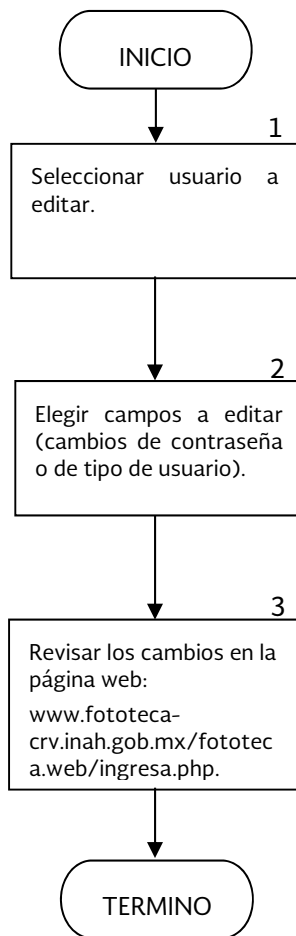 INICIO
1
Seleccionar usuario a
editar.
2
Elegir campos a editar
(cambios de contraseña
o de tipo de usuario).
3
Revisar los cambios en la
página web:
www.fototeca-
crv.inah.gob.mx/fototec
a.web/ingresa.php.
TERMINO